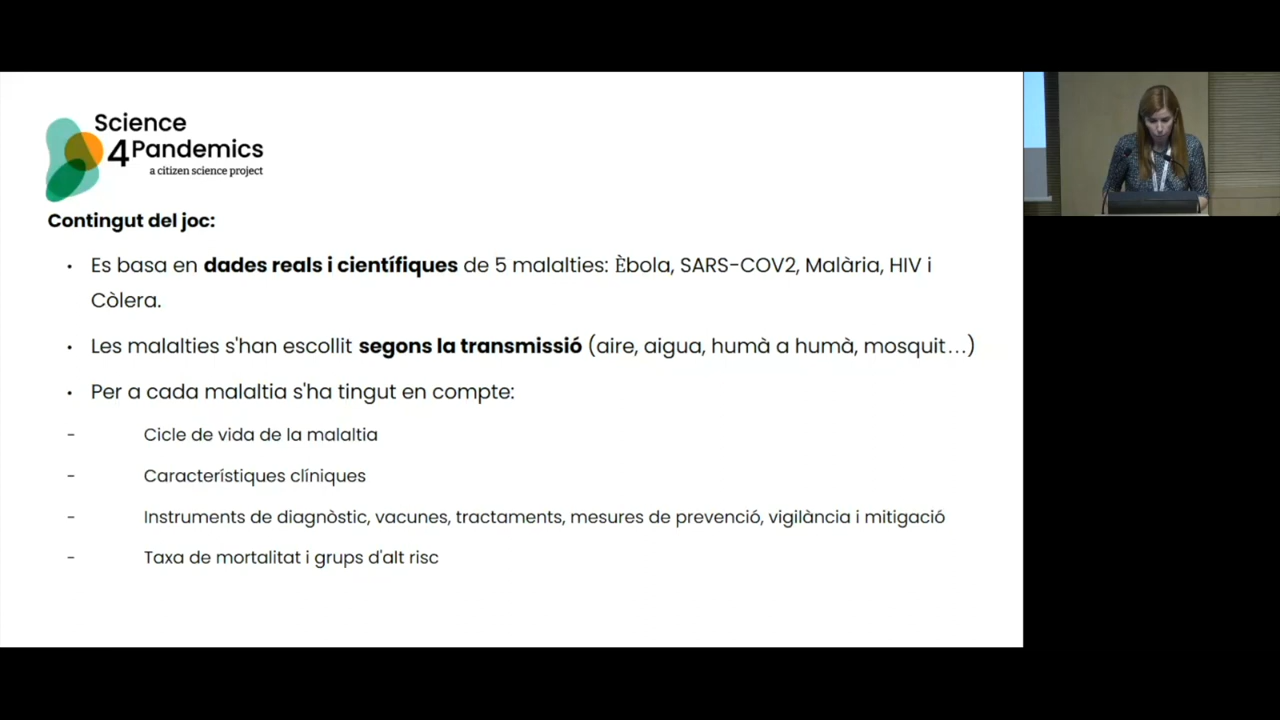 Science
4Pandemics
a citizen science project
Contingut del joc:
• Es basa en dades reals i científiques de 5 malalties: Èbola, SARS-COV2, Malària, HIV i
Còlera.
• Les malalties s'han escollit segons la transmissió (aire, aigua, humà a humà, mosquit...)
• Per a cada malaltia s'ha tingut en compte:
- Cicle de vida de la malaltia
- Característiques clíniques
- Instruments de diagnòstic, vacunes, tractaments, mesures de prevenció, vigilància i mitigació
- Taxa de mortalitat i grups d'alt risc